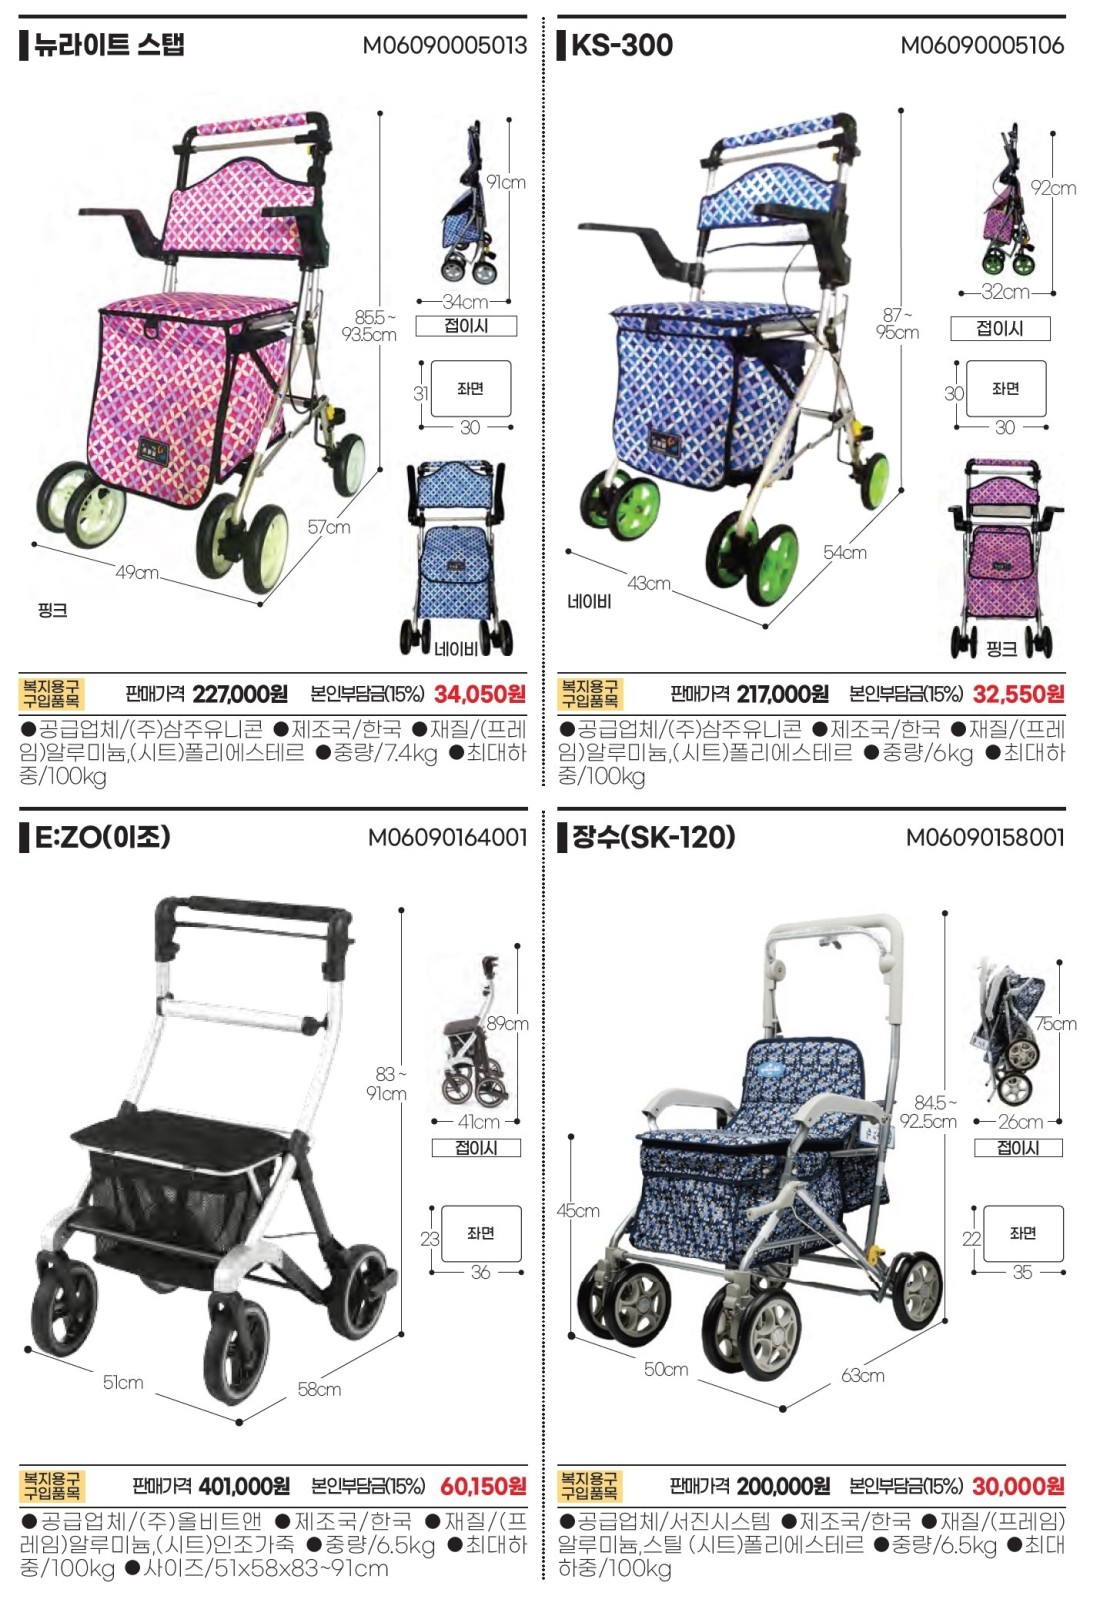 뉴라이트 스탭
M06090005013
91cm
34cm
접이시
85.5~
93.5cm
31
좌면
30
57cm
49cm
핑크
네이비
복지용구
구입품목
판매가격 227,000원 본인부담금(15%) 34,050원
●공급업체/(주)삼주유니콘 ●제조국/한국 ●재질/(프레
임)알루미늄,(시트)폴리에스테르 ●중량/7.4kg ●최대하
중/100kg
KS-300
M06090005106
92cm
32cm
접이시
87~
95cm
30
좌면
30
54cm
43cm
네이비
핑크
복지용구
구입품목
판매가격 217,000원 본인부담금(15%) 32,550원
●공급업체/(주)삼주유니콘 ●제조국/한국 ●재질/(프레
임)알루미늄,(시트)폴리에스테르 ●중량/6kg ●최대하
중/100kg
E:ZO(이조)
M06090164001
89cm
83~
91cm
41cm
접이시
23
좌면
36
51cm
58cm
복지용구
구입품목
판매가격 401,000원 본인부담금(15%) 60,150원
●공급업체/(주)올비트앤 ●제조국/한국 ●재질/(프
레임)알루미늄,(시트)인조가죽 ●중량/6.5kg ●최대하
중/100kg ●사이즈/51x58x83~91cm
장수(SK-120)
M06090158001
75cm
84.5~
92.5cm
26cm
접이시
45cm
22
좌면
35
50cm
63cm
복지용구
구입품목
판매가격 200,000원 본인부담금(15%) 30,000원
●공급업체/서진시스템 ●제조국/한국 ●재질/(프레임)
알루미늄,스틸 (시트)폴리에스테르 ●중량/6.5kg ●최대
하중/100kg